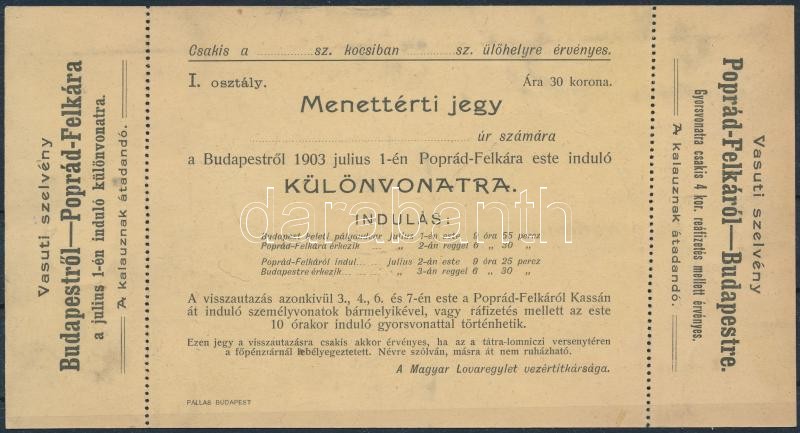 Vasuti szelvény
Budapestről—Poprád-Felkára
a julius 1-én induló különvonatra.
A kalauznak átadandó.
Csakis a ............... sz. kocsiban ............... sz. ülőhelyre érvényes.
I. osztály. Ára 30 korona.
Menettérti jegy
............... úr számára
a Budapestről 1903 julius 1-én Poprád-Felkára este induló
KÜLÖNVONATRA.
INDULÁS:
Budapest keleti pályaudvar julius 1-én este 9 óra 55 percz
Poprád-Felkára érkezik „ 2-án reggel 6 „ 30 „
Poprád-Felkáról indul.... julius 2-án este 9 óra 25 percz
Budapestre érkezik.... „ 3-án reggel 6 „ 30 „
A visszautazás azonkivül 3., 4., 6. és 7-én este a Poprád-Felkáról Kassán
át induló személyvonatok bármelyikével, vagy ráfizetés mellett az este
10 órakor induló gyorsvonattal történhetik.
Ezen jegy a visszautazásra csakis akkor érvényes, ha az a tátra-lomniczi versenytéren
a főpénztárnál lebélyegeztetett. Névre szólván, másra át nem ruházható.
A Magyar Lovaregylet vezértitkársága.
PALLAS BUDAPEST
Vasuti szelvény
Poprád-Felkáról—Budapestre.
Gyorsvonatra csakis 4 kor. reáfizetés mellett érvényes.
A kalauznak átadandó.
darabanth